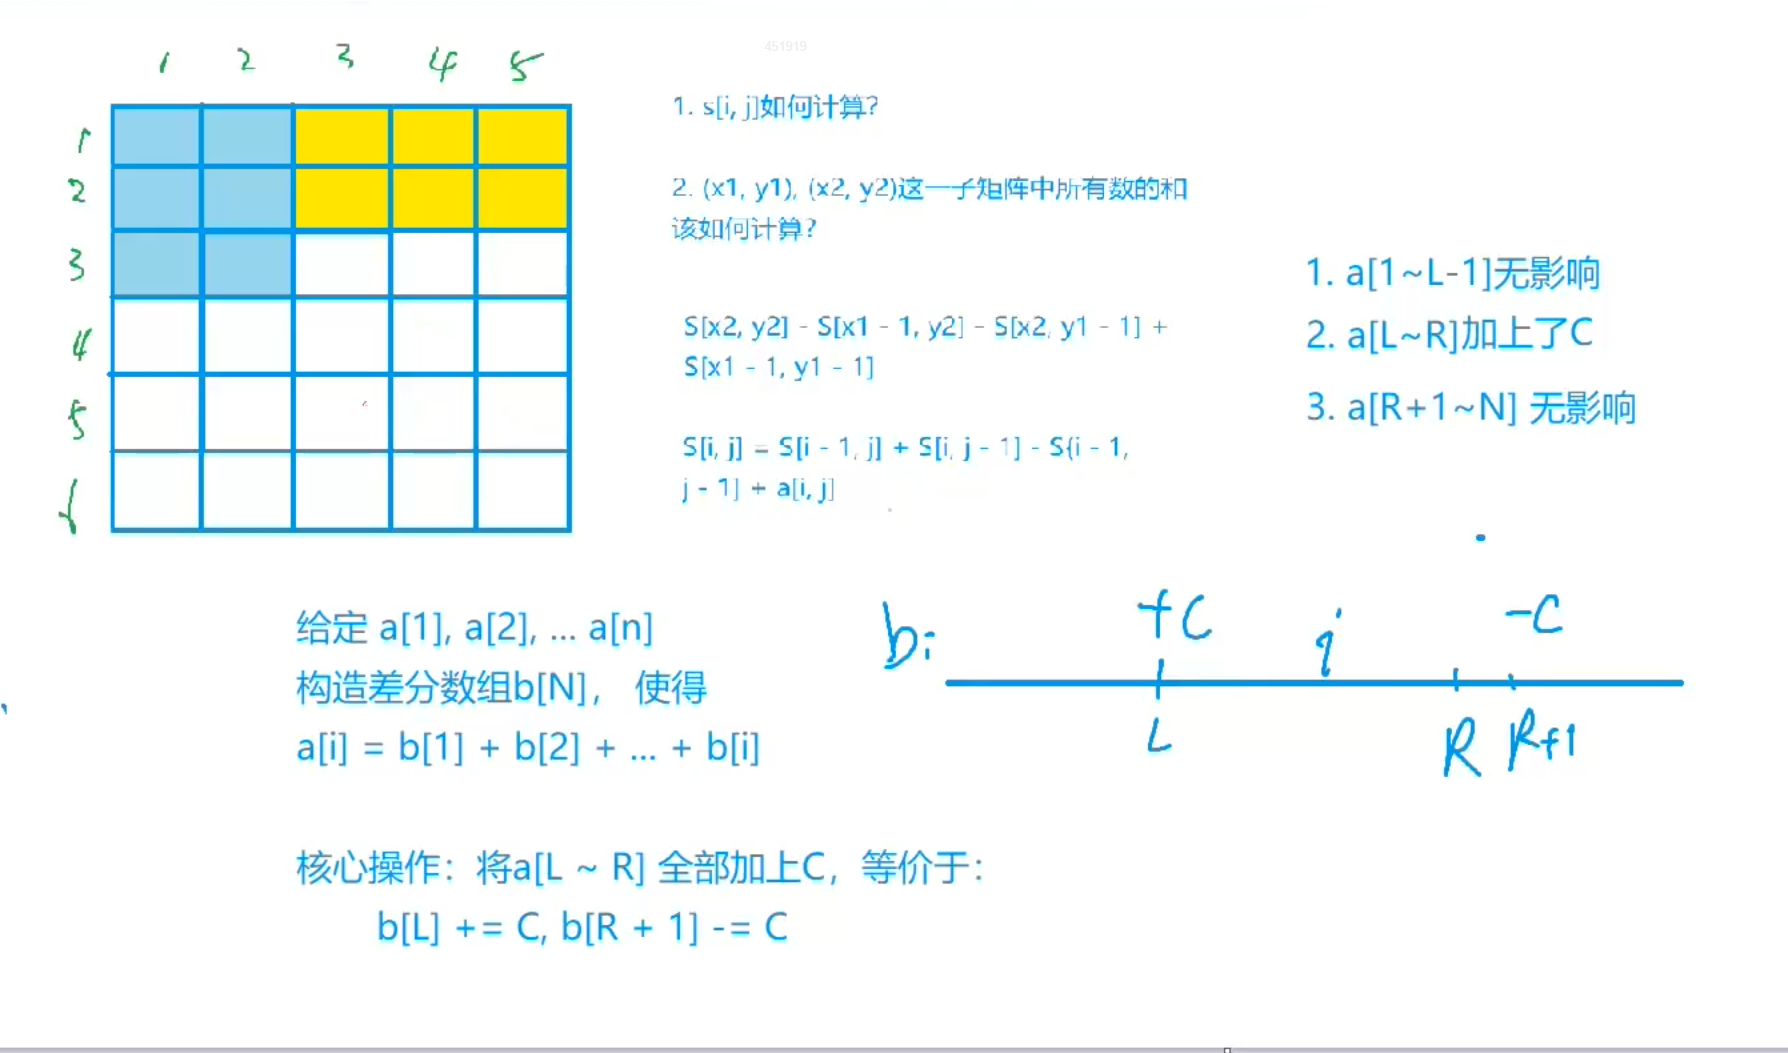 451919
1 2 3 4 5
1
2
3
4
5
6
1. s[i, j]如何计算?
2. (x1, y1), (x2, y2)这一子矩阵中所有数的和
该如何计算?
S[x2, y2] - S[x1 - 1, y2] - S[x2, y1 - 1] +
S[x1 - 1, y1 - 1]
S[i, j] = S[i - 1, j] + S[i, j - 1] - S{i - 1,
j - 1] + a[i, j]
1. a[1~L-1]无影响
2. a[L~R]加上了C
3. a[R+1~N] 无影响
给定 a[1], a[2], ... a[n]
构造差分数组b[N]， 使得
a[i] = b[1] + b[2] + ... + b[i]
核心操作：将a[L ~ R] 全部加上C，等价于：
b[L] += C, b[R + 1] -= C
bi
+C i -C
L R R+1